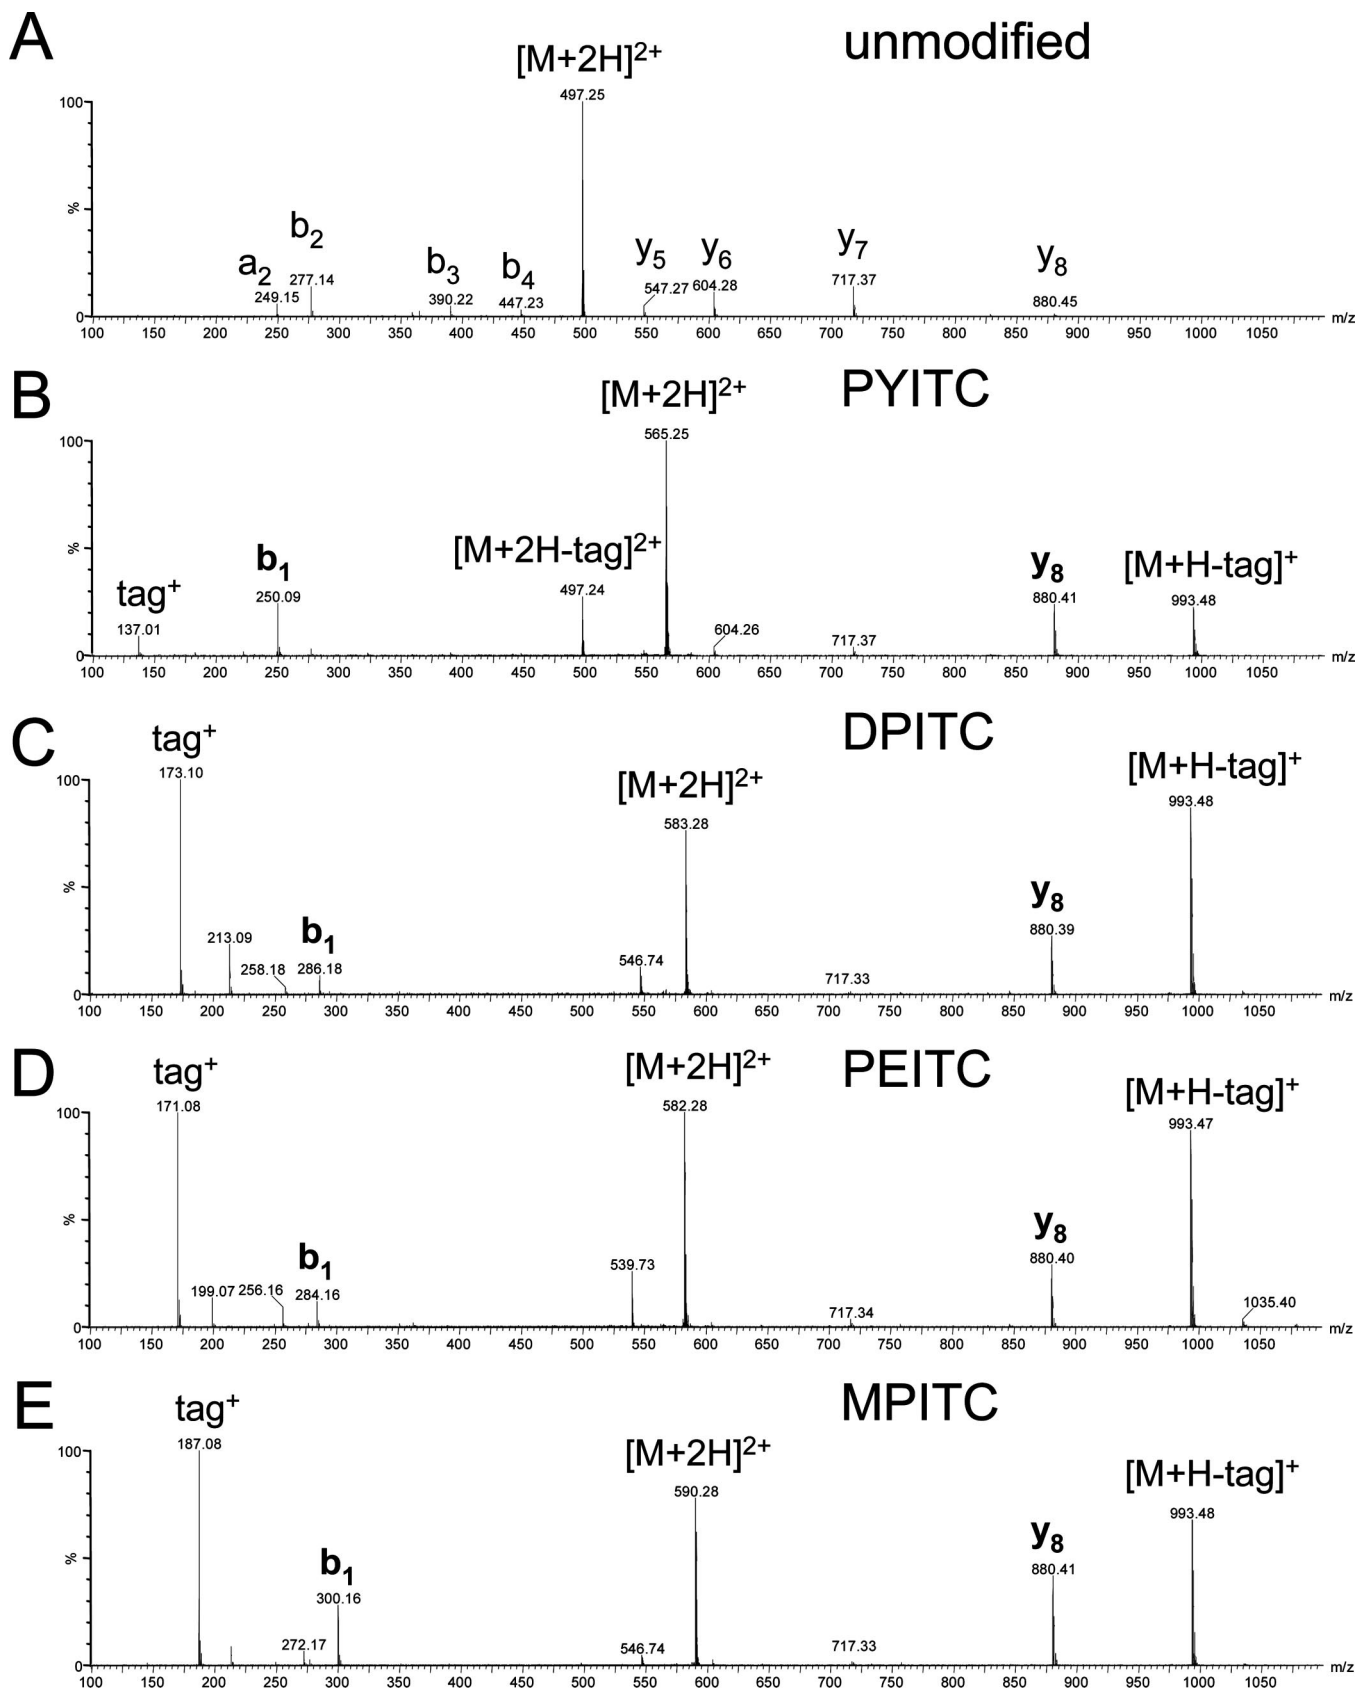 A
unmodified
[M+2H]2+
497.25
100
%
0
a2
249.15
b2
277.14
b3
390.22
b4
447.23
y5
547.27
y6
604.28
y7
717.37
y8
880.45
100 150 200 250 300 350 400 450 500 550 600 650 700 750 800 850 900 950 1000 1050 m/z
B
PYITC
[M+2H]2+
565.25
100
%
0
tag+
137.01
b1
250.09
[M+2H-tag]2+
497.24
604.26
717.37
y8
880.41
[M+H-tag]+
993.48
100 150 200 250 300 350 400 450 500 550 600 650 700 750 800 850 900 950 1000 1050 m/z
C
DPITC
tag+
173.10
100
%
0
213.09
258.18
b1
286.18
546.74
[M+2H]2+
583.28
717.33
y8
880.39
[M+H-tag]+
993.48
100 150 200 250 300 350 400 450 500 550 600 650 700 750 800 850 900 950 1000 1050 m/z
D
PEITC
tag+
171.08
100
%
0
199.07
256.16
b1
284.16
539.73
[M+2H]2+
582.28
717.34
y8
880.40
[M+H-tag]+
993.47
1035.40
100 150 200 250 300 350 400 450 500 550 600 650 700 750 800 850 900 950 1000 1050 m/z
E
MPITC
tag+
187.08
100
%
0
272.17
b1
300.16
546.74
[M+2H]2+
590.28
717.33
y8
880.41
[M+H-tag]+
993.48
100 150 200 250 300 350 400 450 500 550 600 650 700 750 800 850 900 950 1000 1050 m/z